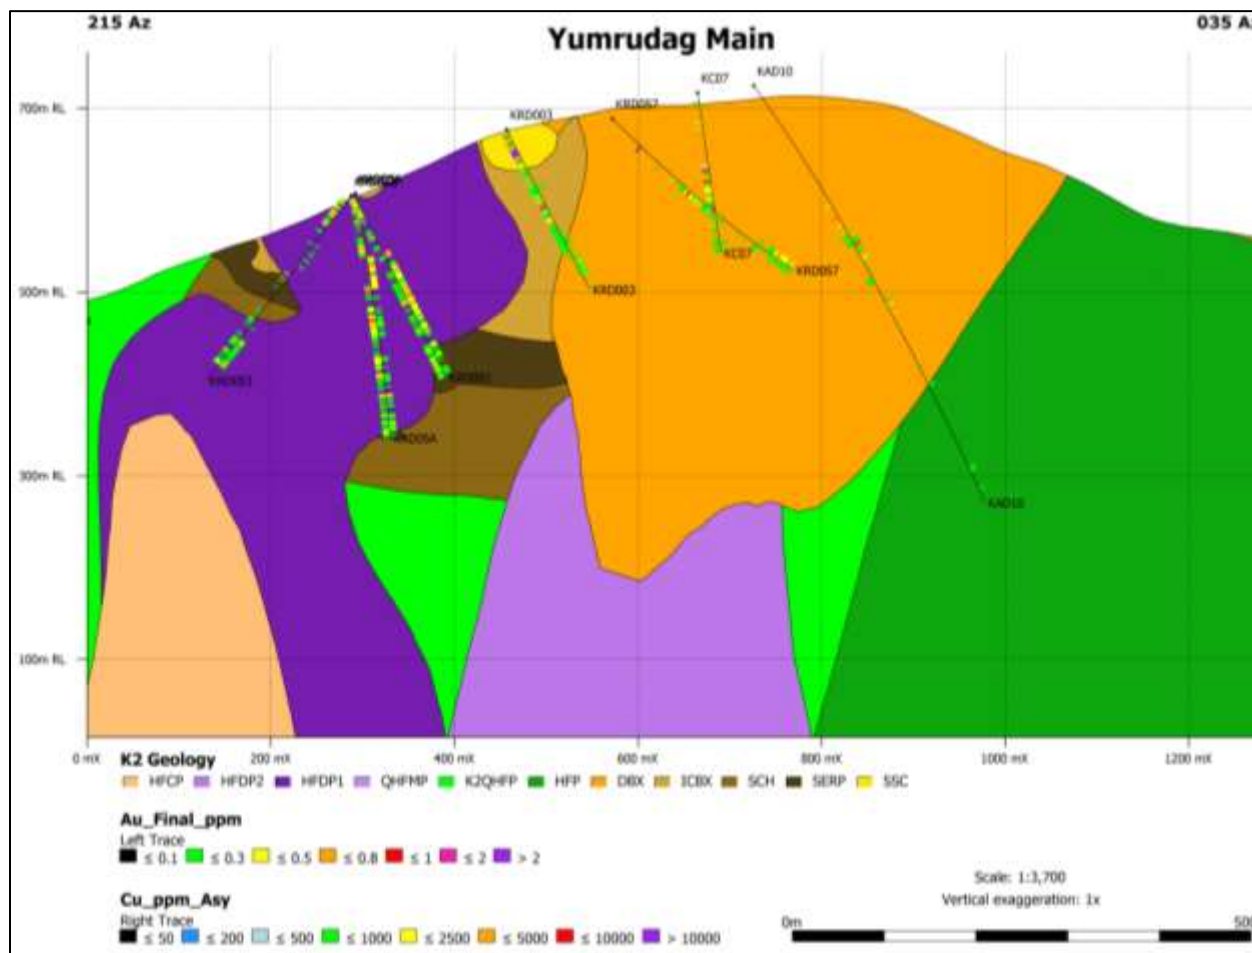 215 Az
035 Az
Yumrudag Main
KC07
KAD10
KRD057
KRD003
700m RL
KC07
KRD057
KRD003
500m RL
300m RL
KAD10
100m RL
0 mX
200 mX
400 mX
600 mX
800 mX
1000 mX
1200 mX
K2 Geology
HFCP HFDP2 HFDP1 QHFMP K2QHFP HFP DBX ICBX SCH SERP SSC
Au_Final_ppm
Left Trace
≤ 0.1 ≤ 0.3 ≤ 0.5 ≤ 0.8 ≤ 1 ≤ 2 > 2
Scale: 1:3,700
Vertical exaggeration: 1x
Cu_ppm_Asy
Right Trace
≤ 50 ≤ 200 ≤ 500 ≤ 1000 ≤ 2500 ≤ 5000 ≤ 10000 > 10000
0m
500